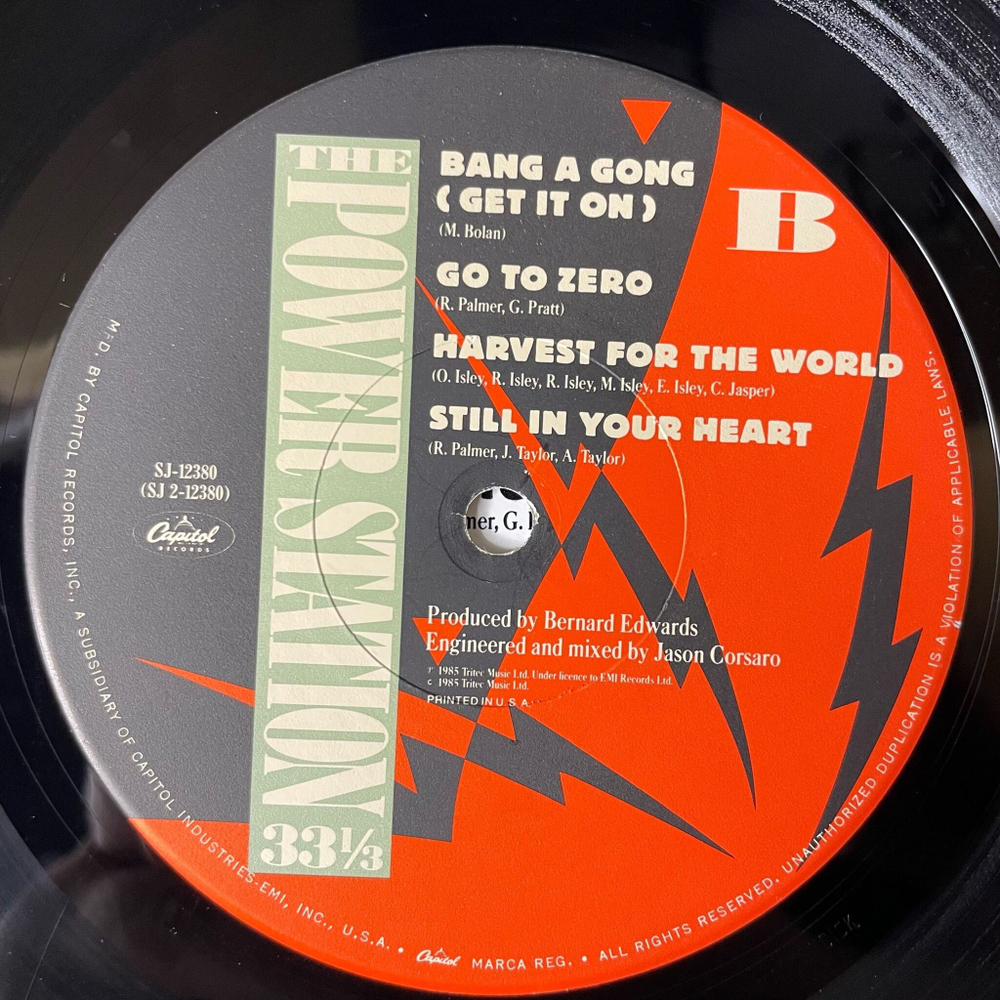 THE
POWER STATION
33 1/3
B
BANG A GONG
( GET IT ON )
(M. Bolan)
GO TO ZERO
(R. Palmer, G. Pratt)
HARVEST FOR THE WORLD
(O. Isley, R. Isley, R. Isley, M. Isley, E. Isley, C. Jasper)
STILL IN YOUR HEART
(R. Palmer, J. Taylor, A. Taylor)
SJ-12380
(SJ 2-12380)
Capitol
RECORDS
ner, G.
Produced by Bernard Edwards
Engineered and mixed by Jason Corsaro
1985 Tritec Music Ltd. Under licence to EMI Records Ltd.
c 1985 Tritec Music Ltd.
PRINTED IN U.S.A.
MFD. BY CAPITOL RECORDS, INC., A SUBSIDIARY OF CAPITOL INDUSTRIES-EMI, INC., U.S.A. • Capitol MARCA REG. • ALL RIGHTS RESERVED. UNAUTHORIZED DUPLICATION IS A VIOLATION OF APPLICABLE LAWS.